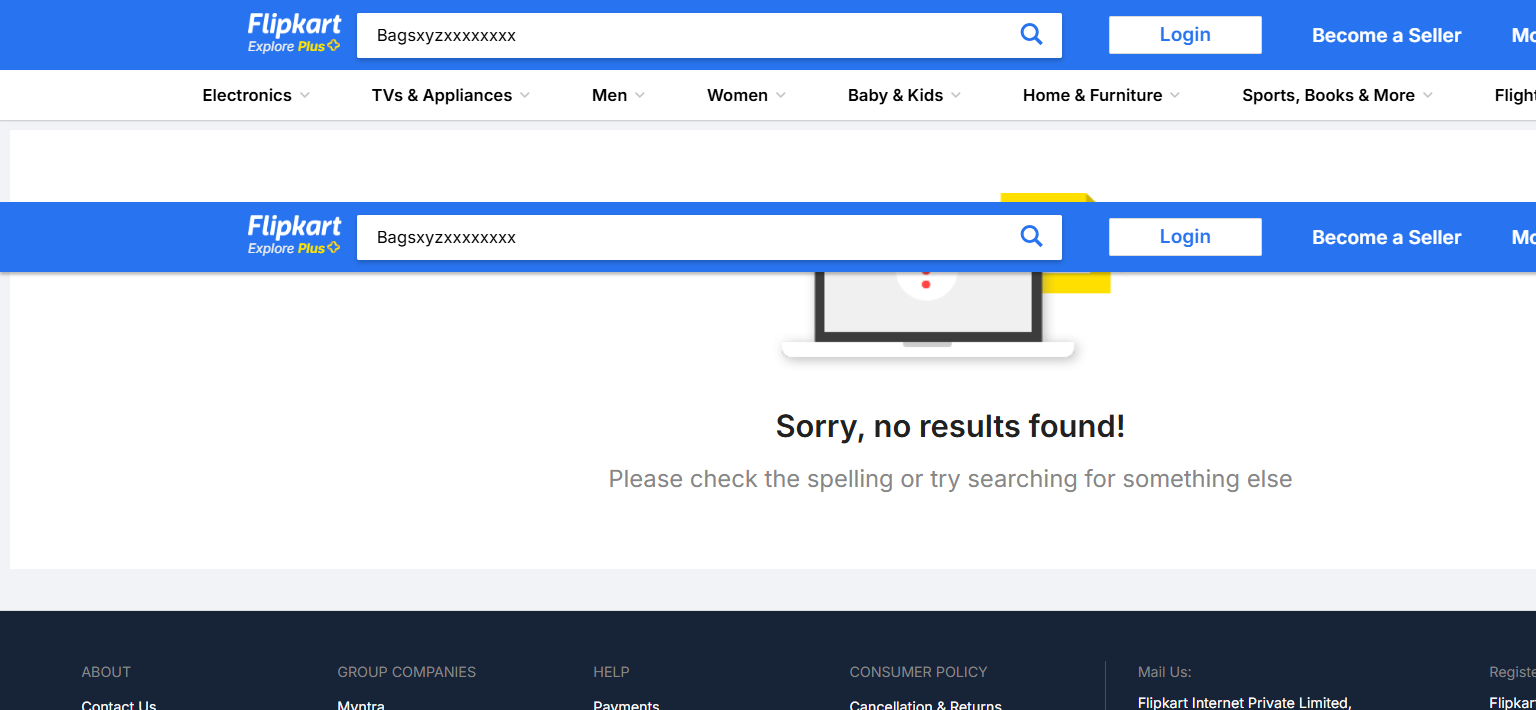 Flipkart
Explore Plus
Bagsxyzxxxxxxxx
Login
Become a Seller
Mo
Electronics
TVs & Appliances
Men
Women
Baby & Kids
Home & Furniture
Sports, Books & More
Flight
Flipkart
Explore Plus
Bagsxyzxxxxxxxx
Login
Become a Seller
Mo
Sorry, no results found!
Please check the spelling or try searching for something else
ABOUT
GROUP COMPANIES
HELP
CONSUMER POLICY
Mail Us:
Registe
Contact Us
Myntra
Payments
Cancellation & Returns
Flipkart Internet Private Limited,
Flipkar